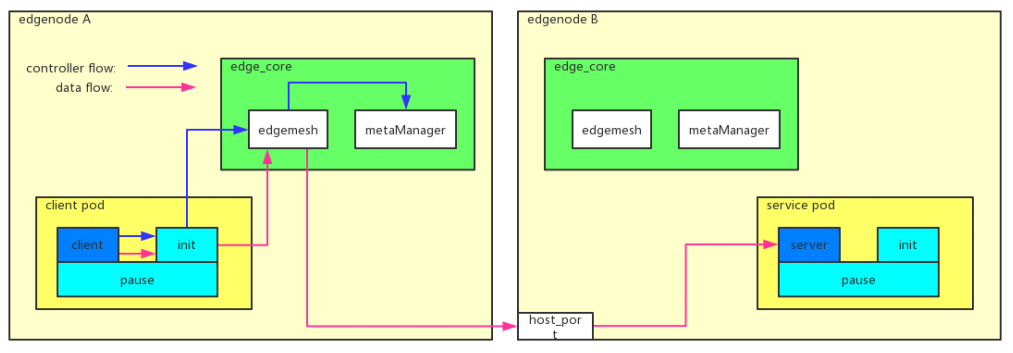 edgenode A
edgenode B
controller flow:
data flow:
edge_core
edgemesh
metaManager
edge_core
edgemesh
metaManager
client pod
client
init
pause
service pod
server
init
pause
host_por
t